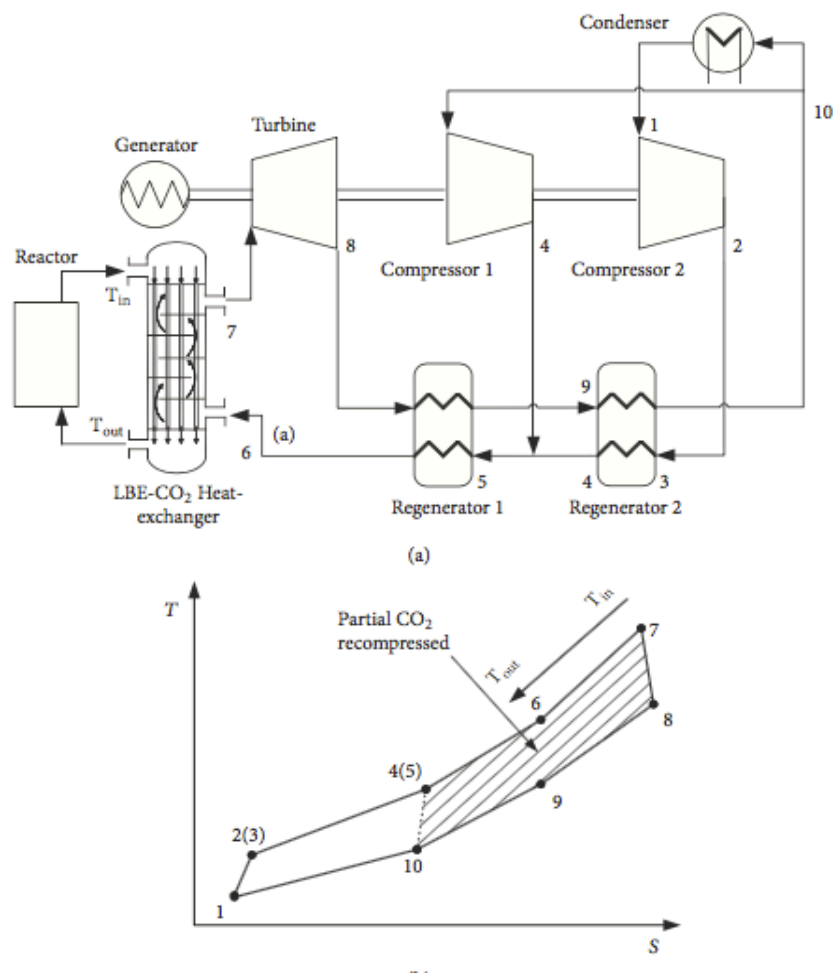 Condenser
10
Turbine
1
Generator
8
4
2
Reactor
Compressor 1
Compressor 2
T_in
7
9
T_out
(a)
6
5
4
3
LBE-CO₂ Heat-
exchanger
Regenerator 1
Regenerator 2
(a)
T
Partial CO₂
recompressed
T_in
7
T_out
6
8
4(5)
9
2(3)
10
1
S